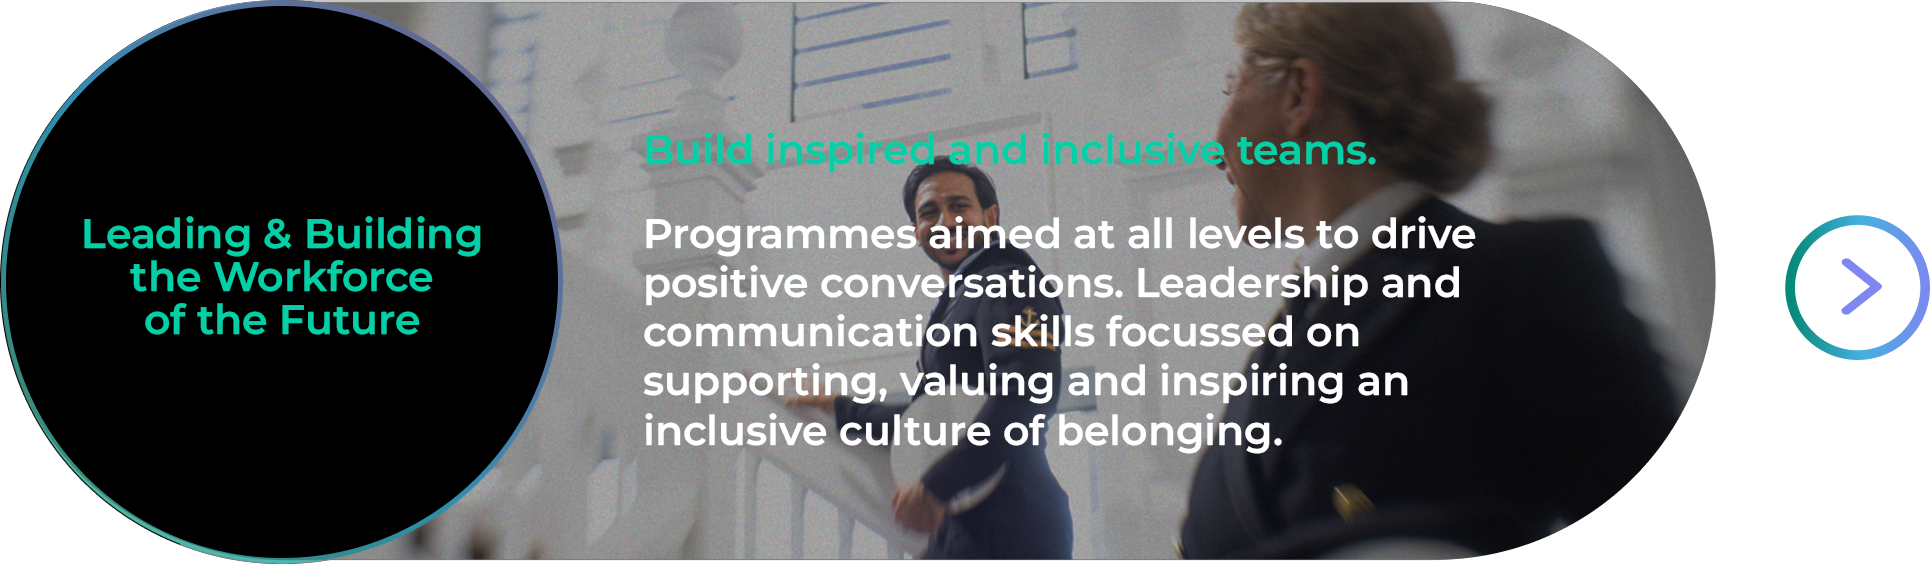 Leading & Building
the Workforce
of the Future
Build inspired and inclusive teams.
Programmes aimed at all levels to drive
positive conversations. Leadership and
communication skills focussed on
supporting, valuing and inspiring an
inclusive culture of belonging.